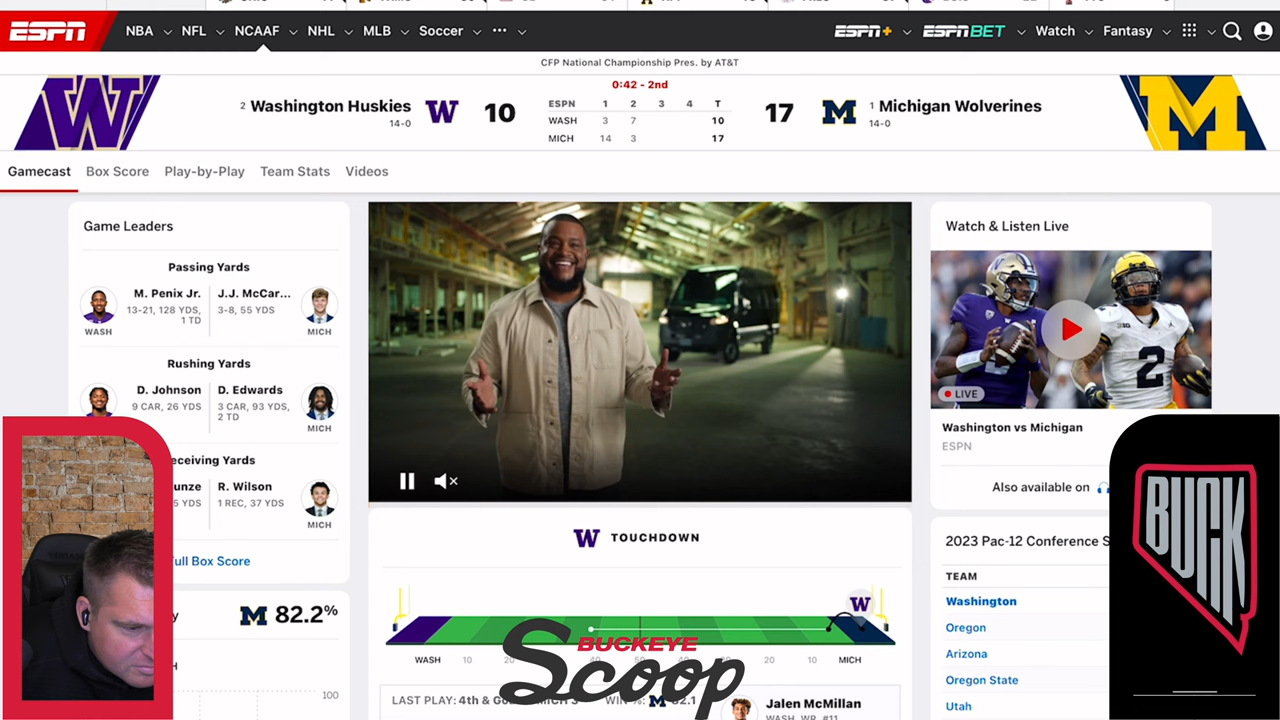 ESPN NBA NFL NCAAF NHL MLB Soccer ••• ESPN+ ESPN BET Watch Fantasy
CFP National Championship Pres. by AT&T
0:42 - 2nd
2 Washington Huskies
14-0
W
10
ESPN 1 2 3 4 T
WASH 3 7 10
MICH 14 3 17
17
M
1 Michigan Wolverines
14-0
Gamecast Box Score Play-by-Play Team Stats Videos
Game Leaders
Passing Yards
M. Penix Jr.
13-21, 128 YDS,
1 TD
WASH
J.J. McCar...
3-8, 55 YDS
MICH
Rushing Yards
D. Johnson
9 CAR, 26 YDS
D. Edwards
3 CAR, 93 YDS,
2 TD
MICH
eceiving Yards
unze
5 YDS
R. Wilson
1 REC, 37 YDS
MICH
ull Box Score
M 82.2%
100
W TOUCHDOWN
W
WASH 10 20 20 10 MICH
LAST PLAY: 4th & Go
Jalen McMillan
WASH, WR, #11
BUCKEYE
Scoop
Watch & Listen Live
2
LIVE
Washington vs Michigan
ESPN
Also available on
2023 Pac-12 Conference S
TEAM
Washington
Oregon
Arizona
Oregon State
Utah
BUCK